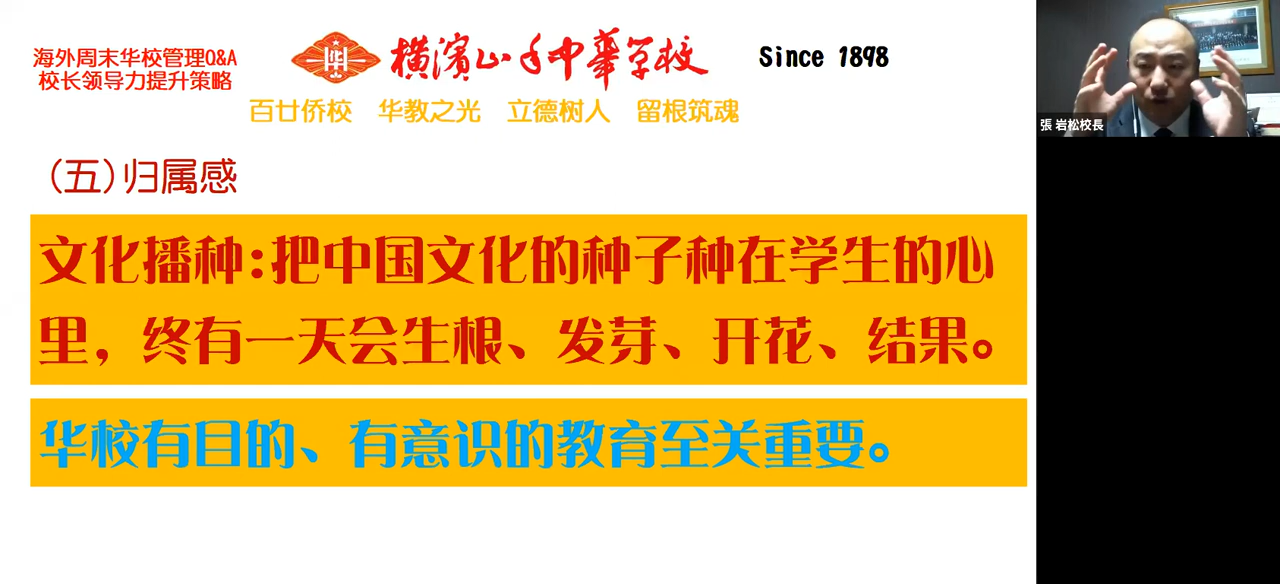 海外周末华校管理Q&A
校长领导力提升策略
华
横濱山手中華学校
Since 1898
百廿侨校 华教之光 立德树人 留根筑魂
(五)归属感
文化播种:把中国文化的种子种在学生的心
里，终有一天会生根、发芽、开花、结果。
华校有目的、有意识的教育至关重要。
張 岩松校長